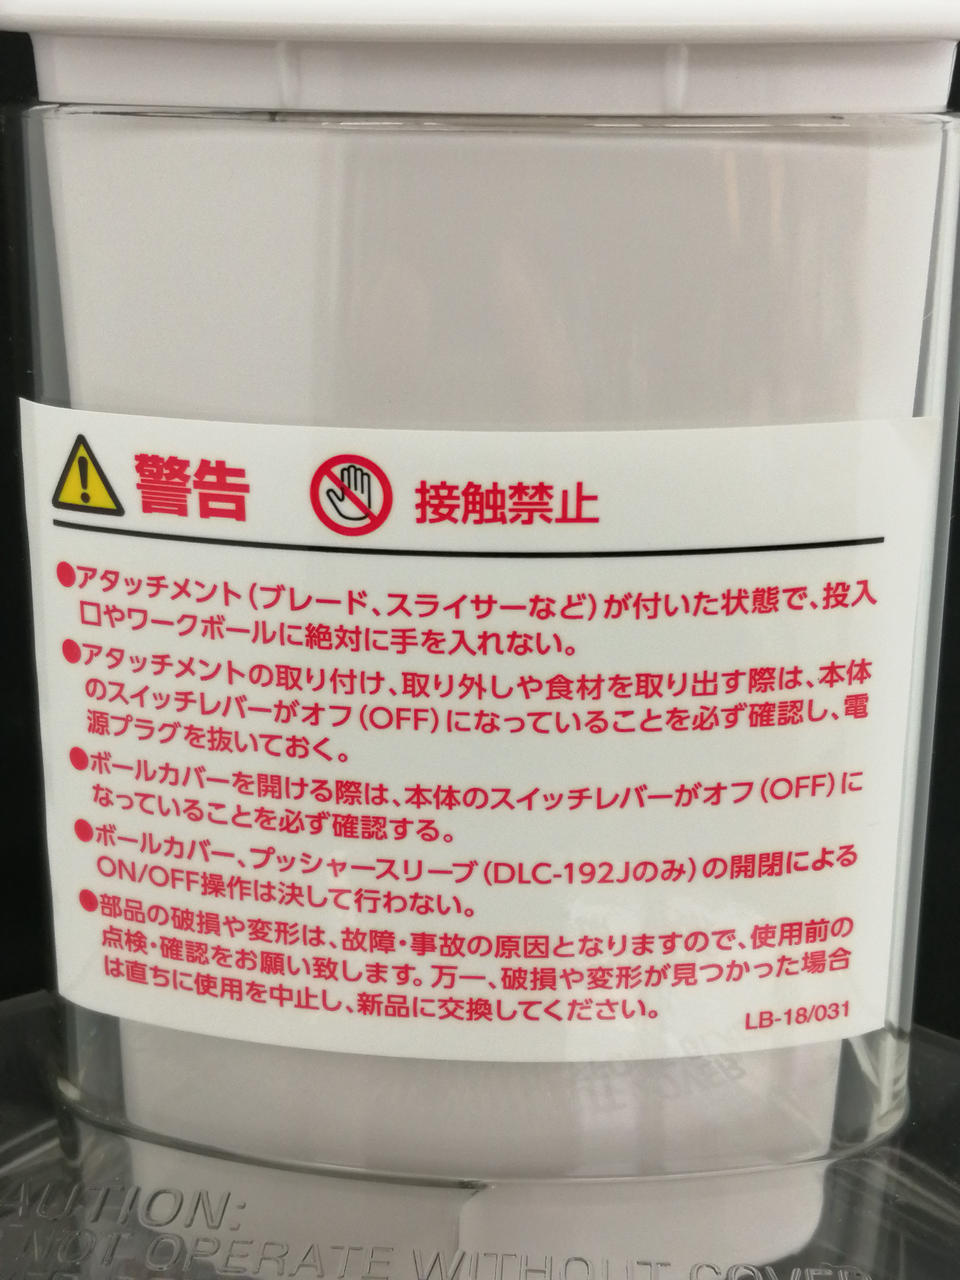 警告
接触禁止
●アタッチメント(ブレード、スライサーなど)が付いた状態で、投入
口やワークボールに絶対に手を入れない。
●アタッチメントの取り付け、取り外しや食材を取り出す際は、本体
のスイッチレバーがオフ(OFF)になっていることを必ず確認し、電
源プラグを抜いておく。
●ボールカバーを開ける際は、本体のスイッチレバーがオフ(OFF)に
なっていることを必ず確認する。
●ボールカバー、プッシャースリーブ(DLC-192Jのみ)の開閉による
ON/OFF操作は決して行わない。
●部品の破損や変形は、故障・事故の原因となりますので、使用前の
点検・確認をお願い致します。万一、破損や変形が見つかった場合
は直ちに使用を中止し、新品に交換してください。
LB-18/031
CAUTION:
NOT OPERATE WITHOUT COVER